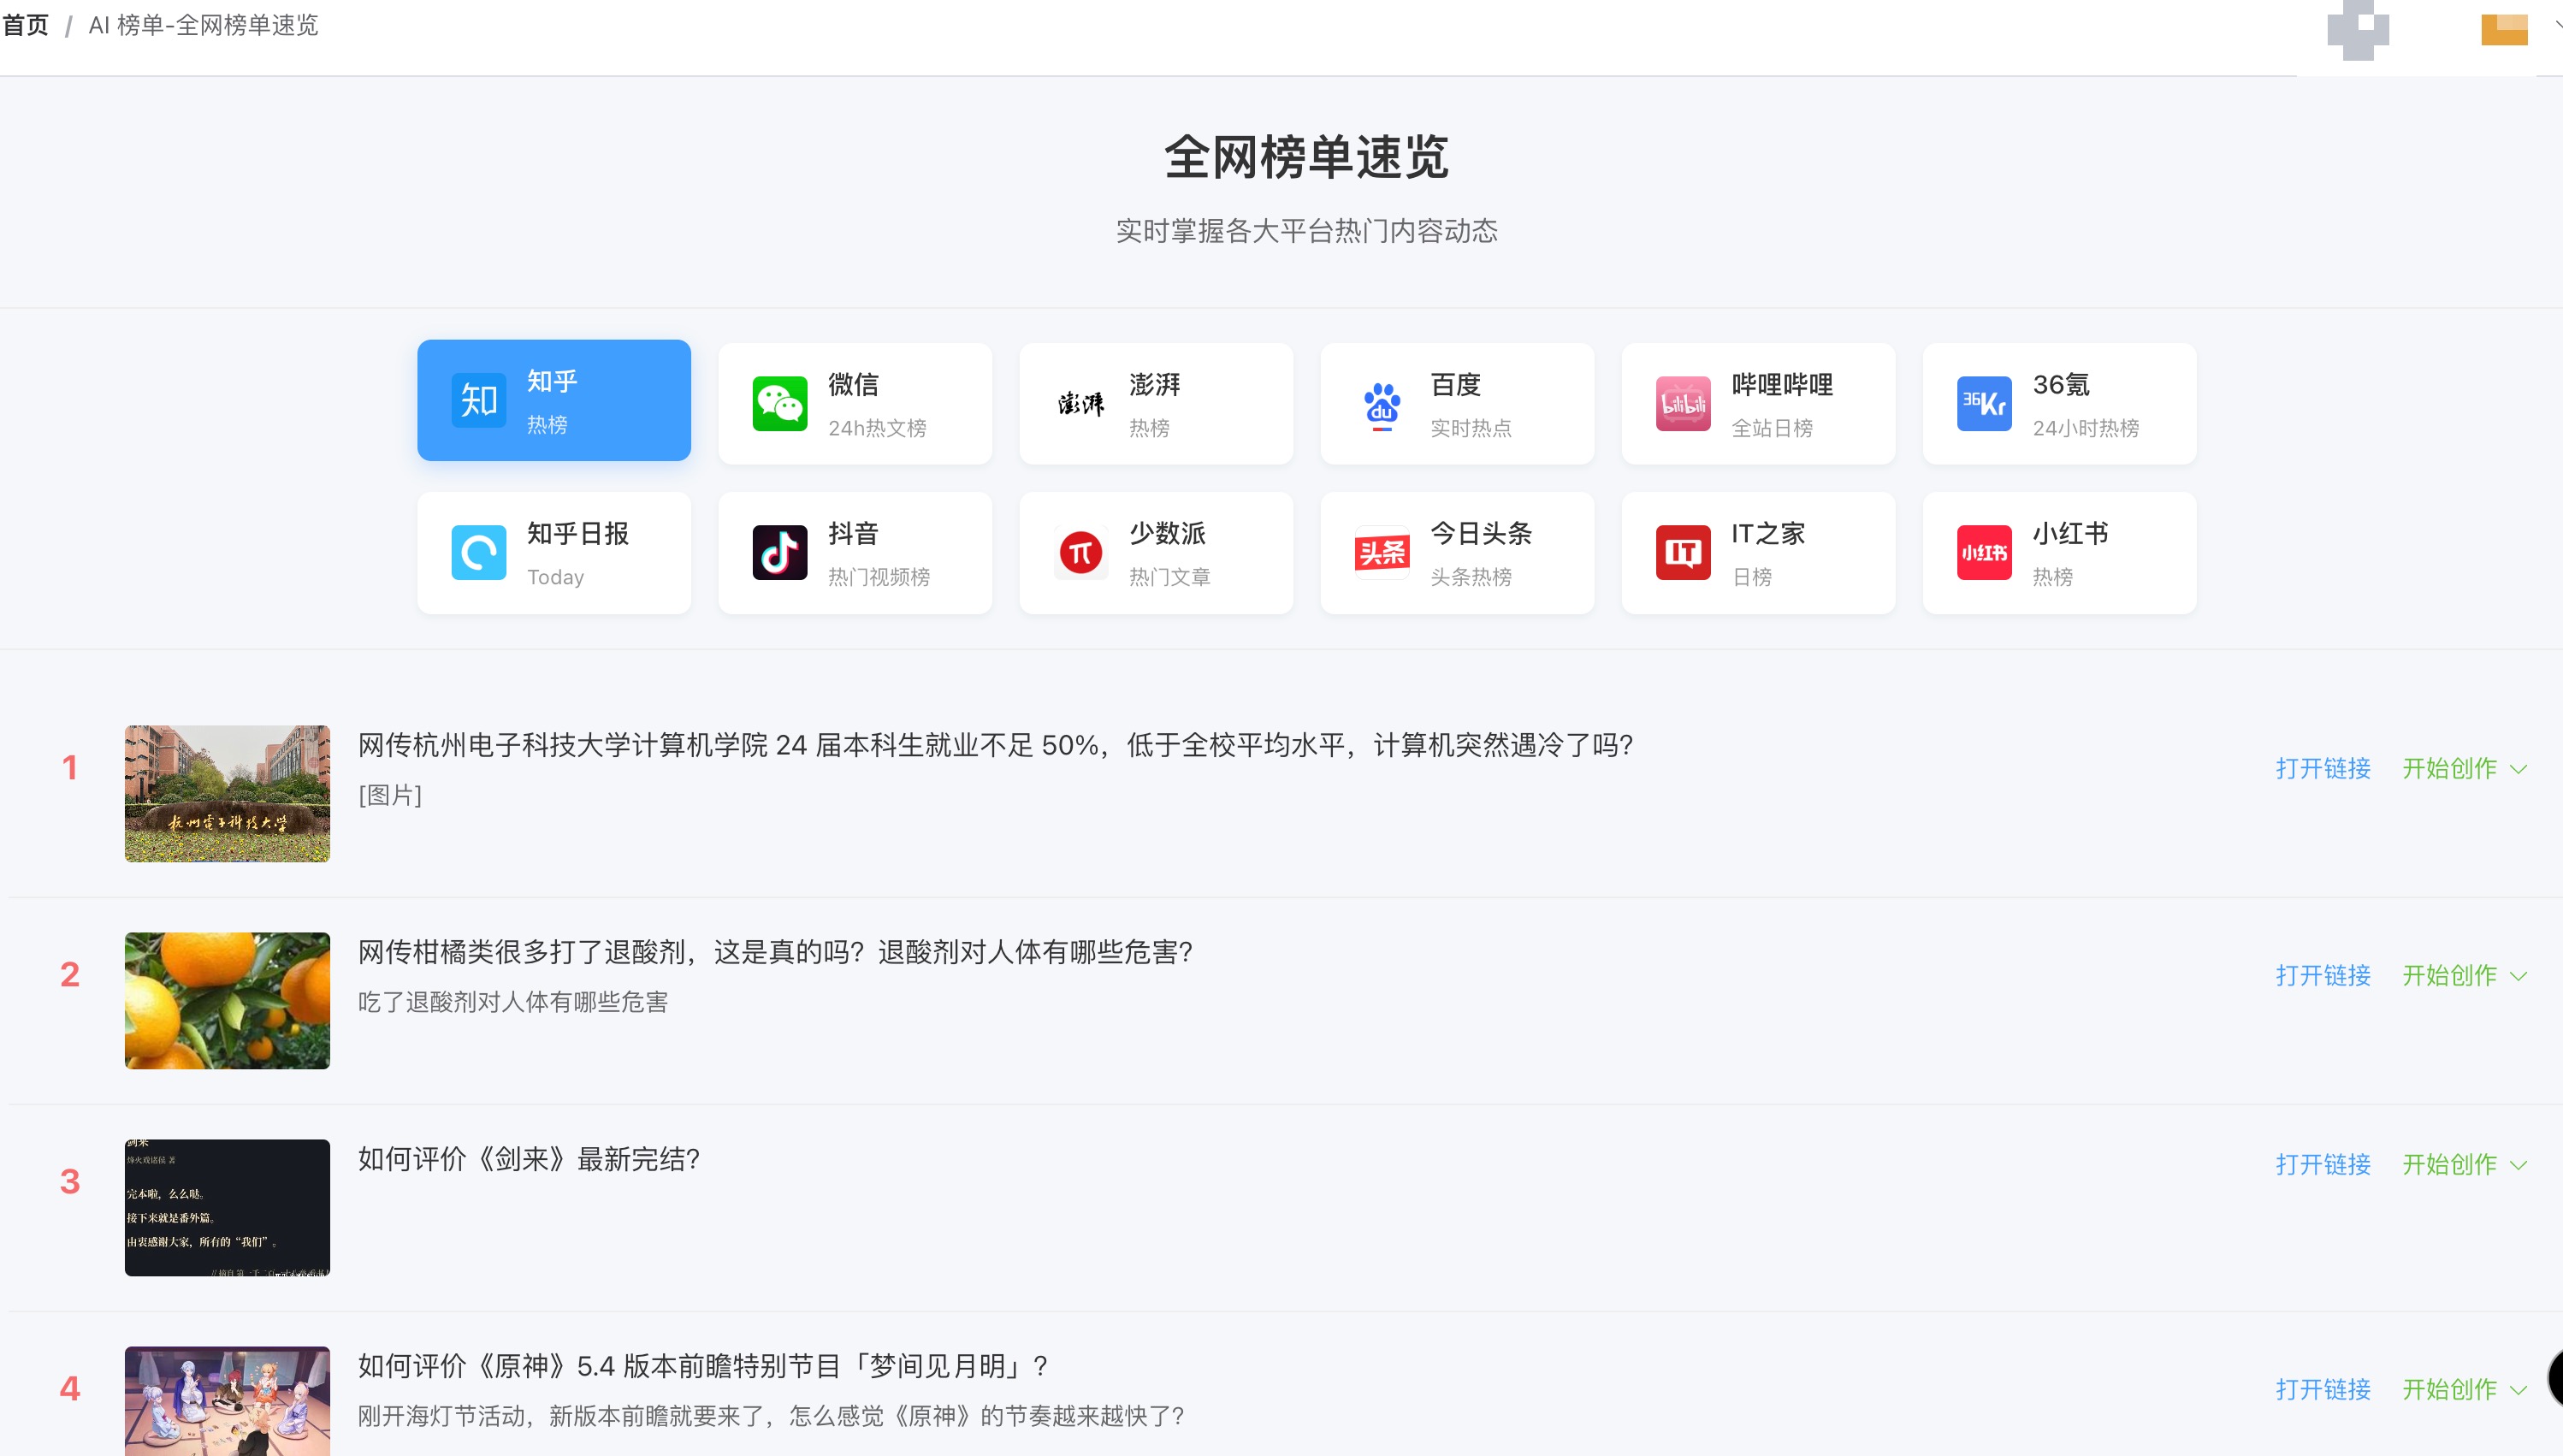 首页 / AI 榜单-全网榜单速览
全网榜单速览
实时掌握各大平台热门内容动态
知
知乎
热榜
微信
24h热文榜
澎湃
澎湃
热榜
du
百度
实时热点
bilibili
哔哩哔哩
全站日榜
36Kr
36氪
24小时热榜
知乎日报
Today
抖音
热门视频榜
π
少数派
热门文章
头条
今日头条
头条热榜
IT
IT之家
日榜
小红书
小红书
热榜
1
杭州电子科技大学
网传杭州电子科技大学计算机学院 24 届本科生就业不足 50%，低于全校平均水平，计算机突然遇冷了吗？
[图片]
打开链接 开始创作
2
网传柑橘类很多打了退酸剂，这是真的吗？退酸剂对人体有哪些危害？
吃了退酸剂对人体有哪些危害
打开链接 开始创作
3
剑来
烽火戏诸侯 著
完本啦，么么哒。
接下来就是番外篇。
由衷感谢大家，所有的“我们”。
如何评价《剑来》最新完结？
打开链接 开始创作
4
如何评价《原神》5.4 版本前瞻特别节目「梦间见月明」？
刚开海灯节活动，新版本前瞻就要来了，怎么感觉《原神》的节奏越来越快了？
打开链接 开始创作